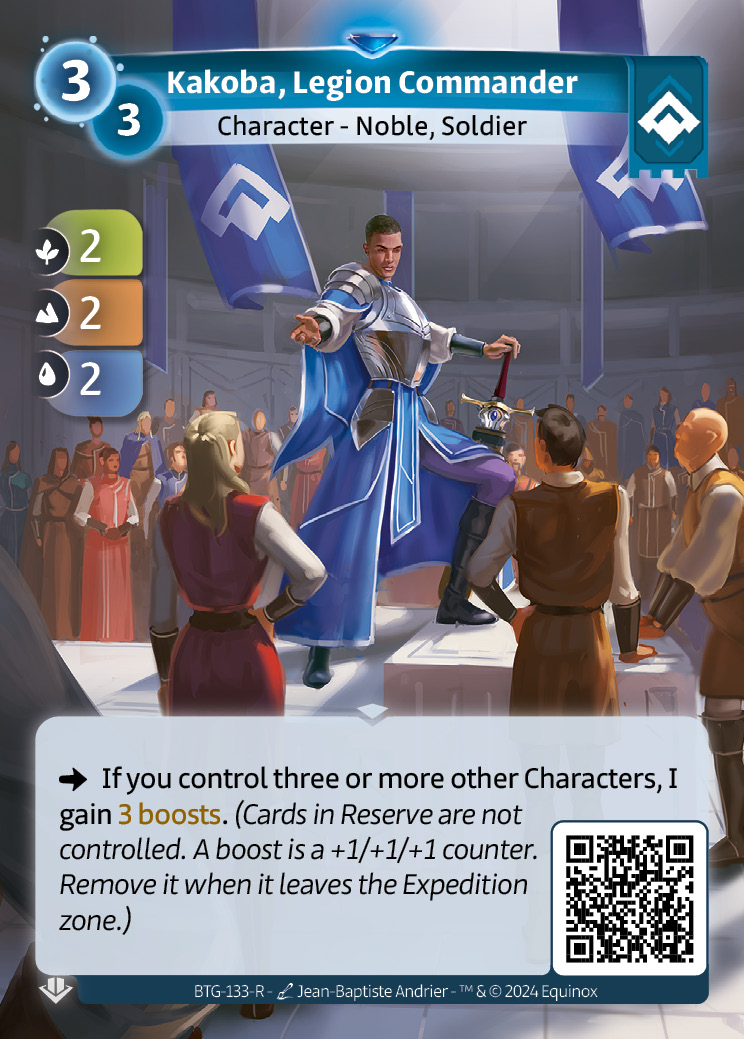 3
Kakoba, Legion Commander
3
Character - Noble, Soldier
2
2
2
If you control three or more other Characters, I
gain 3 boosts. (Cards in Reserve are not
controlled. A boost is a +1/+1/+1 counter.
Remove it when it leaves the Expedition
zone.)
BTG-133-R - Jean-Baptiste Andrier - ™ & © 2024 Equinox